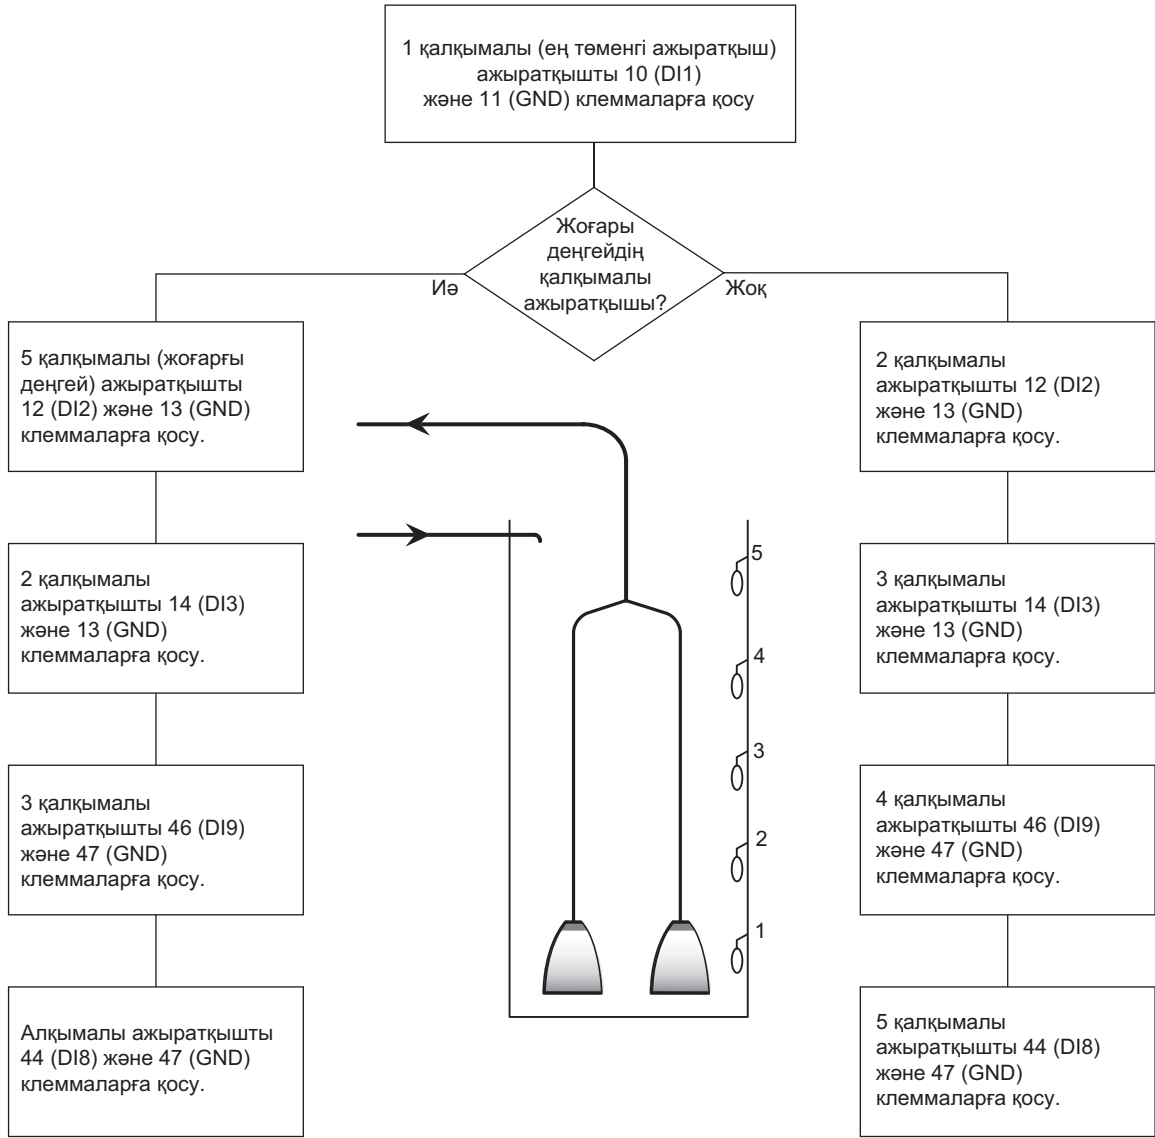 1 қалқымалы (ең төменгі ажыратқыш)
ажыратқышты 10 (DI1)
және 11 (GND) клеммаларға қосу
Жоғары
деңгейдің
қалқымалы
ажыратқышы?
Иә
Жоқ
5 қалқымалы (жоғарғы
деңгей) ажыратқышты
12 (DI2) және 13 (GND)
клеммаларға қосу.
2 қалқымалы
ажыратқышты 14 (DI3)
және 13 (GND)
клеммаларға қосу.
3 қалқымалы
ажыратқышты 46 (DI9)
және 47 (GND)
клеммаларға қосу.
Алқымалы ажыратқышты
44 (DI8) және 47 (GND)
клеммаларға қосу.
5
4
3
2
1
2 қалқымалы
ажыратқышты 12 (DI2)
және 13 (GND)
клеммаларға қосу.
3 қалқымалы
ажыратқышты 14 (DI3)
және 13 (GND)
клеммаларға қосу.
4 қалқымалы
ажыратқышты 46 (DI9)
және 47 (GND)
клеммаларға қосу.
5 қалқымалы
ажыратқышты 44 (DI8)
және 47 (GND)
клеммаларға қосу.